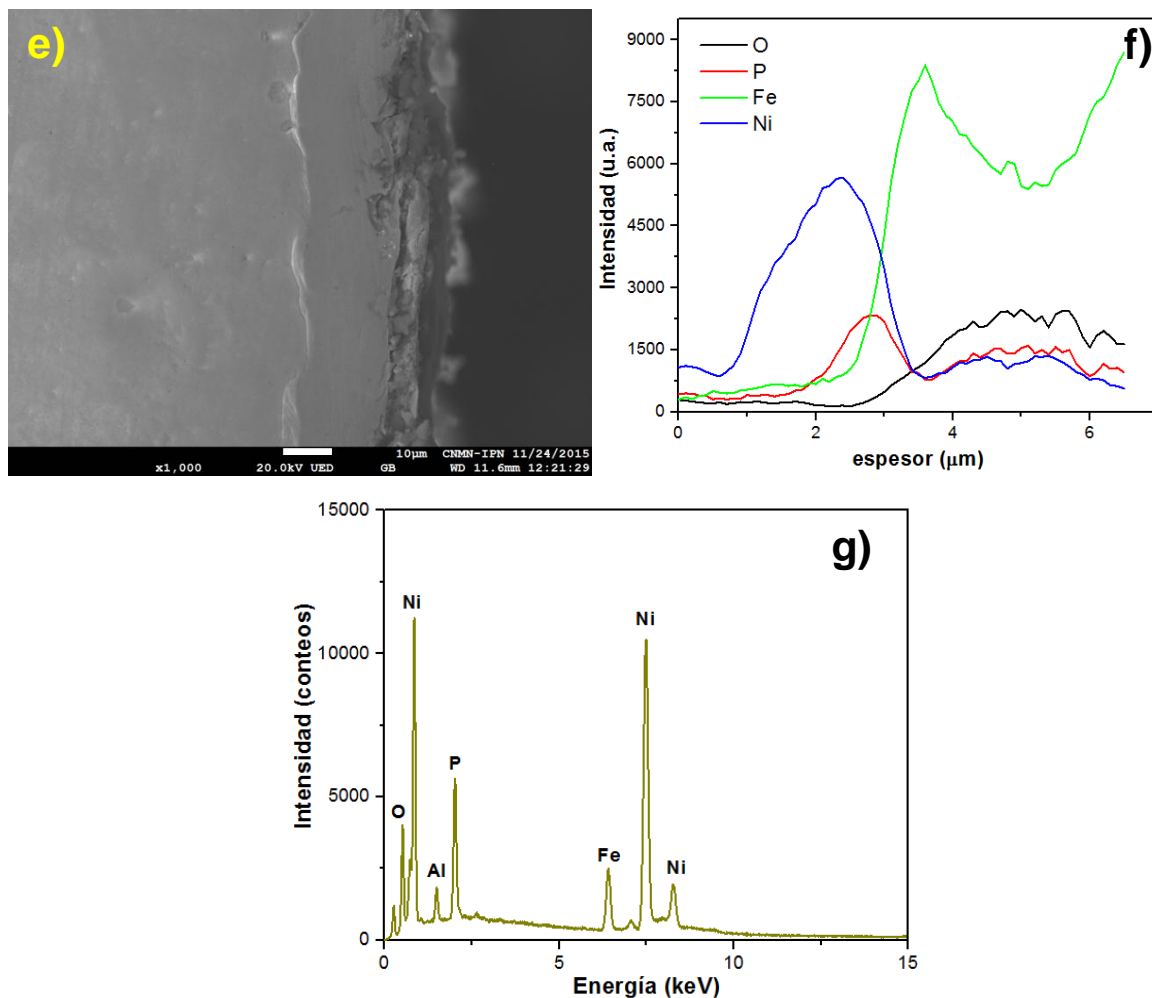 e)
10μm CNMN-IPN 11/24/2015
x1,000 20.0kV UED GB WD 11.6mm 12:21:29
f)
O
P
Fe
Ni
Intensidad (u.a.)
9000
7500
6000
4500
3000
1500
0
0 2 4 6
espesor (μm)
g)
Intensidad (conteos)
15000
10000
5000
0
Ni
O
Al
P
Fe
Ni
Ni
0 5 10 15
Energía (keV)